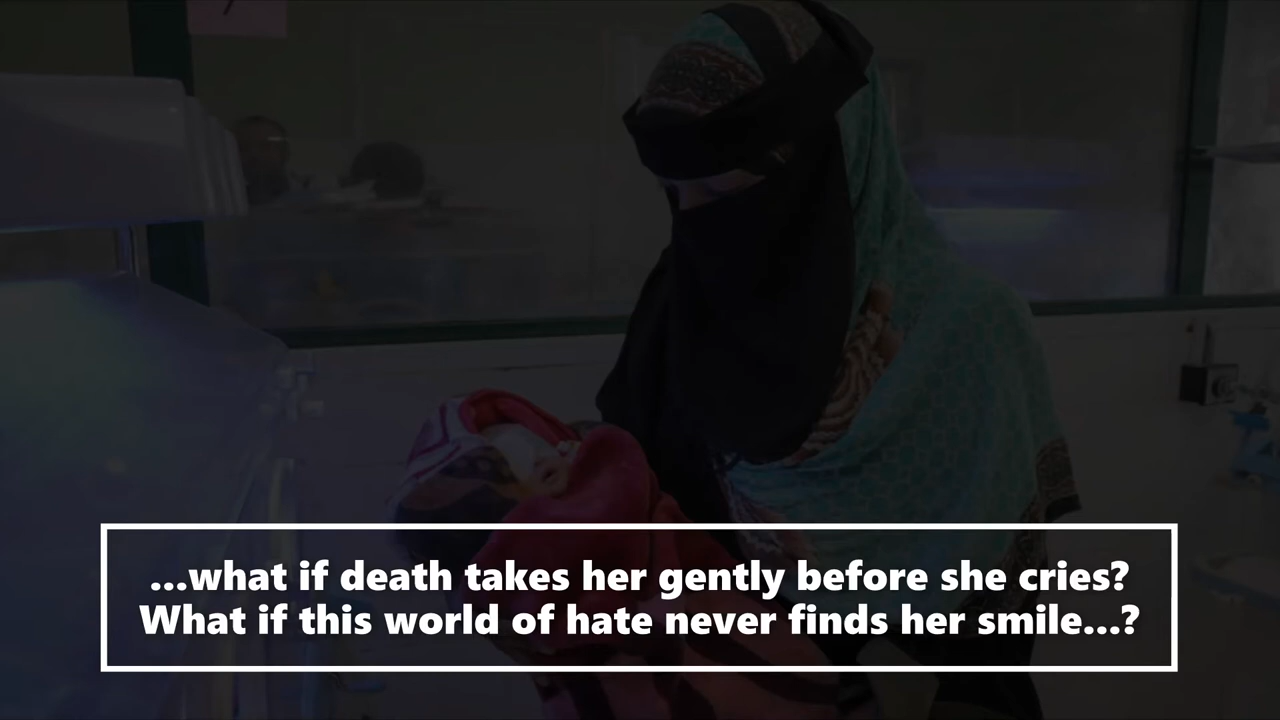 ...what if death takes her gently before she cries?
What if this world of hate never finds her smile...?